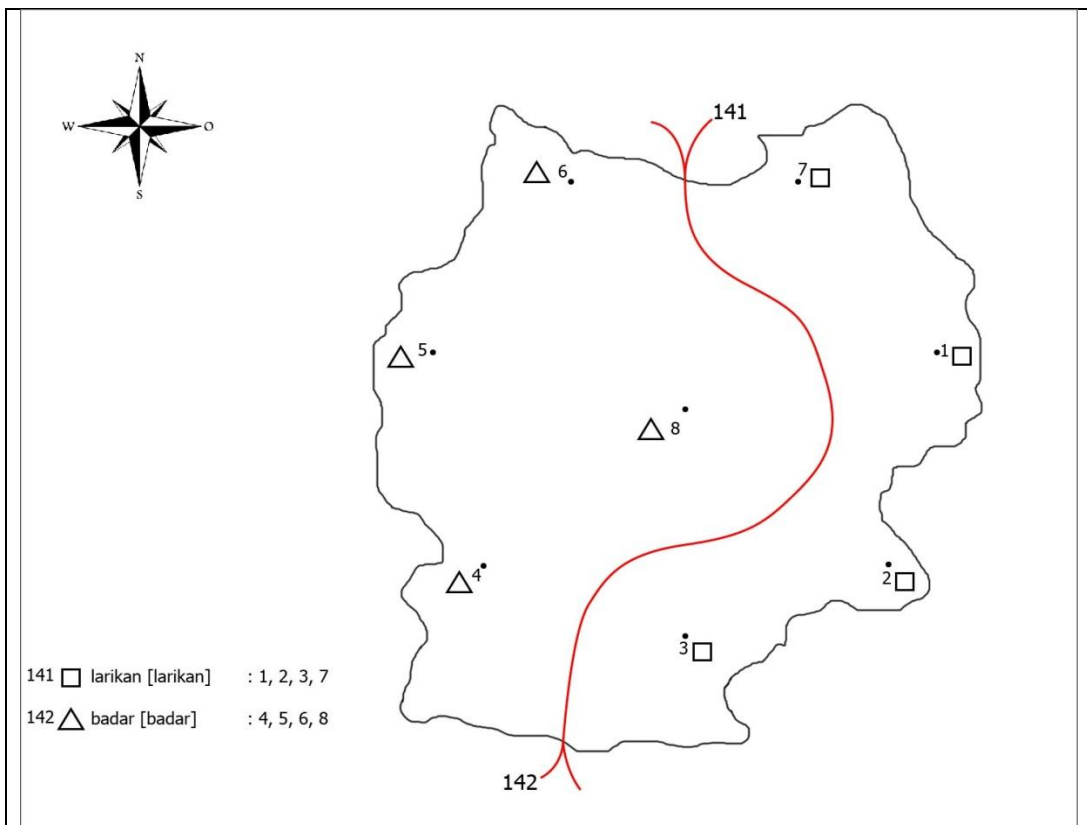 N
W
O
S
141
6
7
5
1
8
4
2
3
141 larikan [larikan] : 1, 2, 3, 7
142 badar [badar] : 4, 5, 6, 8
142